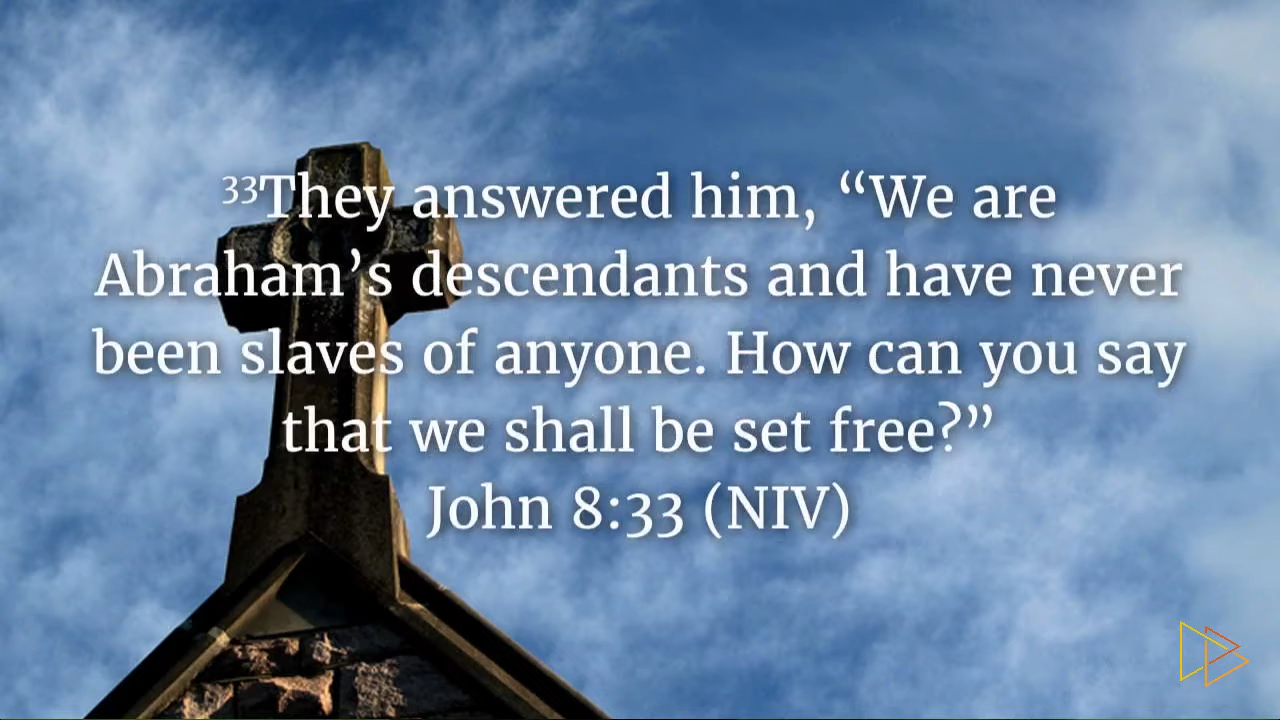 ³³They answered him, “We are
Abraham’s descendants and have never
been slaves of anyone. How can you say
that we shall be set free?”
John 8:33 (NIV)